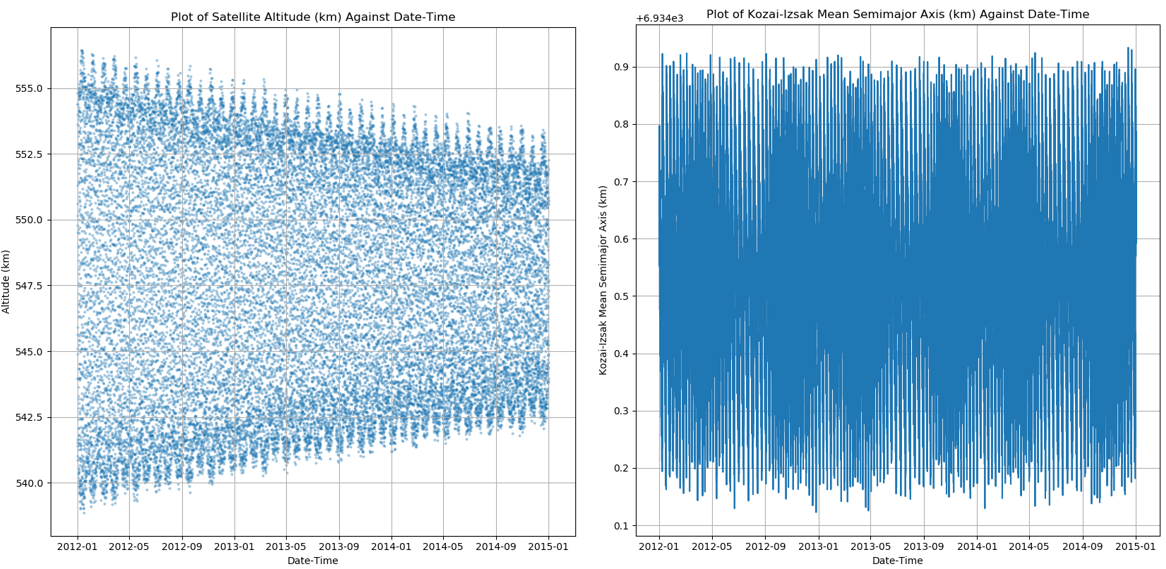 Plot of Satellite Altitude (km) Against Date-Time
Altitude (km)
555.0
552.5
550.0
547.5
545.0
542.5
540.0
2012-01 2012-05 2012-09 2013-01 2013-05 2013-09 2014-01 2014-05 2014-09 2015-01
Date-Time
Plot of Kozai-Izsak Mean Semimajor Axis (km) Against Date-Time
+6.934e3
Kozai-Izsak Mean Semimajor Axis (km)
0.9
0.8
0.7
0.6
0.5
0.4
0.3
0.2
0.1
2012-01 2012-05 2012-09 2013-01 2013-05 2013-09 2014-01 2014-05 2014-09 2015-01
Date-Time